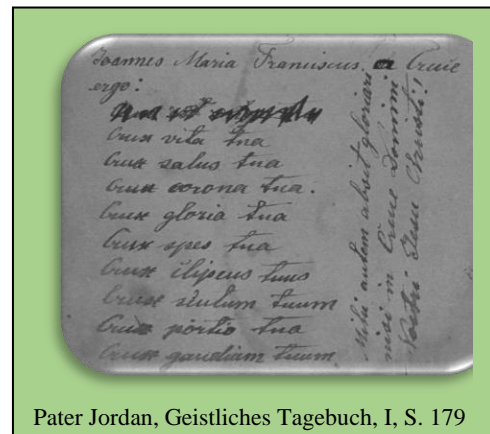 Joannes Maria Franciscus a Cruce
ergo:
Crux vita tua
Crux salus tua
Crux corona tua.
Crux gloria tua
Crux spes tua
Crux clipeus tuus
Crux scutum tuum
Crux portio tua
Crux gaudium tuum.
Mihi autem absit gloriari
nisi in Cruce Domini
Nostri Jesu Christi!
Pater Jordan, Geistliches Tagebuch, I, S. 179